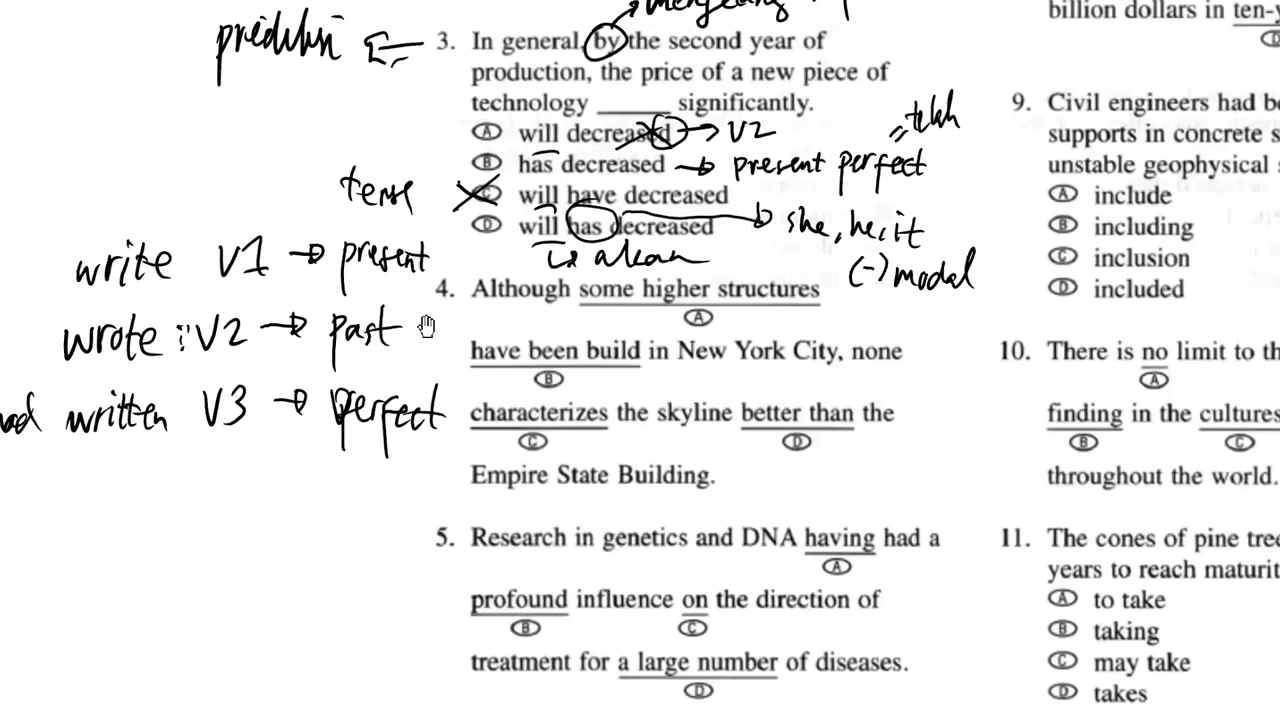 billion dollars in ten-y
D
prediksi
3. In general, by the second year of
production, the price of a new piece of
technology ______ significantly.
A will decreased → V2
= telah
B has decreased → present perfect
tense
C will have decreased
D will has decreased → she, he, it
↳ akan
(-) modal
write V1 → present
wrote : V2 → past
written V3 → perfect
4. Although some higher structures
A
have been build in New York City, none
B
characterizes the skyline better than the
C D
Empire State Building.
5. Research in genetics and DNA having had a
A
profound influence on the direction of
B C
treatment for a large number of diseases.
D
9. Civil engineers had be
supports in concrete s
unstable geophysical
A include
B including
C inclusion
D included
10. There is no limit to th
A
finding in the cultures
B C
throughout the world.
11. The cones of pine tree
years to reach maturit
A to take
B taking
C may take
D takes